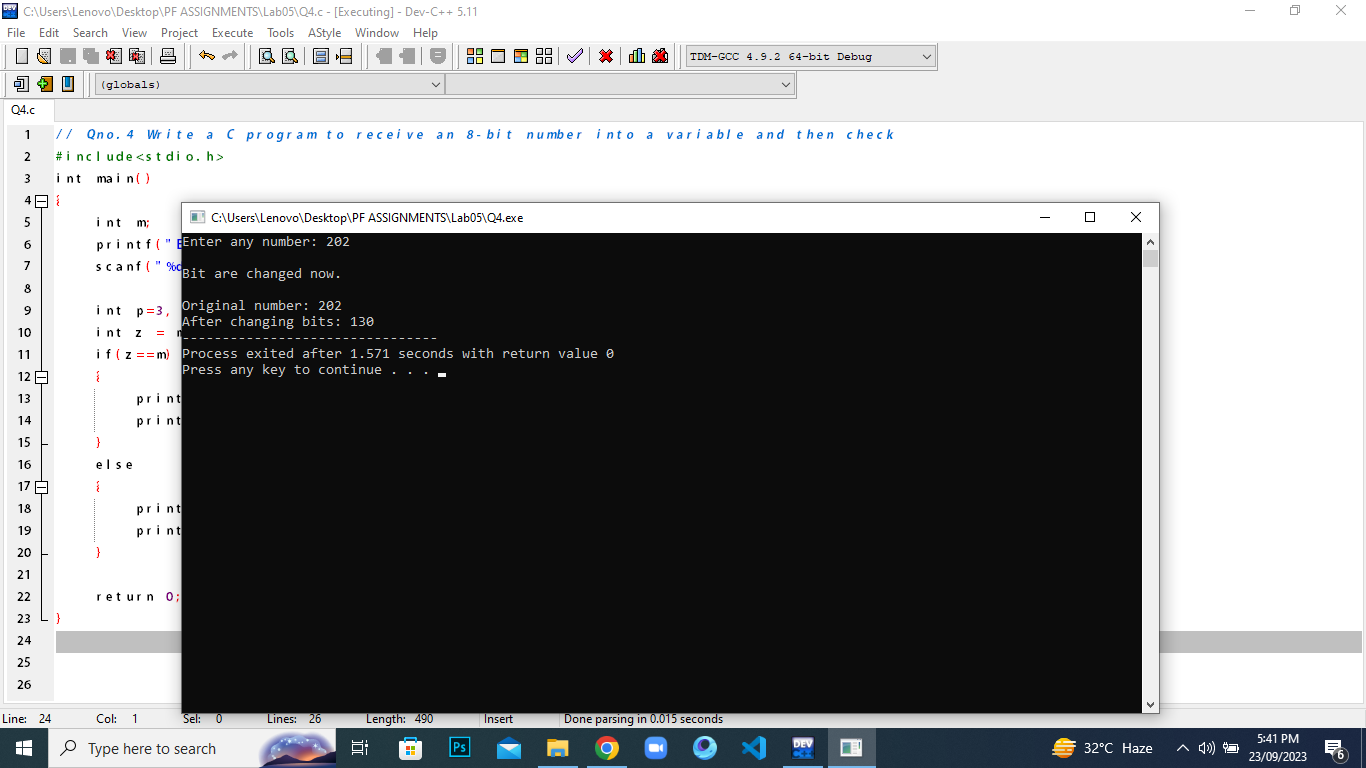 C:\Users\Lenovo\Desktop\PF ASSIGNMENTS\Lab05\Q4.c - [Executing] - Dev-C++ 5.11
File Edit Search View Project Execute Tools AStyle Window Help
TDM-GCC 4.9.2 64-bit Debug
(globals)
Q4.c
1 // Qno.4 Write a C program to receive an 8-bit number into a variable and then check
2 #include<stdio.h>
3 int main()
4 {
5 int m;
6 printf("E
7 scanf("%d
8
9 int p=3,
10 int z = m
11 if(z==m)
12 {
13 print
14 print
15 }
16 else
17 {
18 print
19 print
20 }
21
22 return 0;
23 }
24
25
26
C:\Users\Lenovo\Desktop\PF ASSIGNMENTS\Lab05\Q4.exe
Enter any number: 202
Bit are changed now.
Original number: 202
After changing bits: 130
--------------------------------
Process exited after 1.571 seconds with return value 0
Press any key to continue . . .
Line: 24 Col: 1 Sel: 0 Lines: 26 Length: 490 Insert Done parsing in 0.015 seconds
Type here to search
Ps
DEV
32°C Haze
5:41 PM
23/09/2023
6